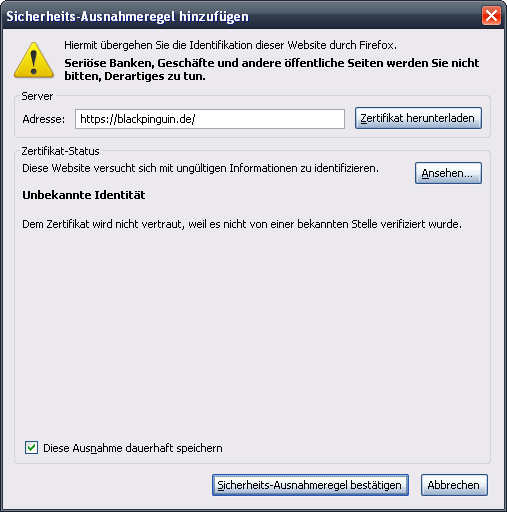 Sicherheits-Ausnahmeregel hinzufügen
Hiermit übergehen Sie die Identifikation dieser Website durch Firefox.
Seriöse Banken, Geschäfte und andere öffentliche Seiten werden Sie nicht
bitten, Derartiges zu tun.
Server
Adresse: https://blackpinguin.de/ Zertifikat herunterladen
Zertifikat-Status
Diese Website versucht sich mit ungültigen Informationen zu identifizieren. Ansehen...
Unbekannte Identität
Dem Zertifikat wird nicht vertraut, weil es nicht von einer bekannten Stelle verifiziert wurde.
Diese Ausnahme dauerhaft speichern
Sicherheits-Ausnahmeregel bestätigen Abbrechen